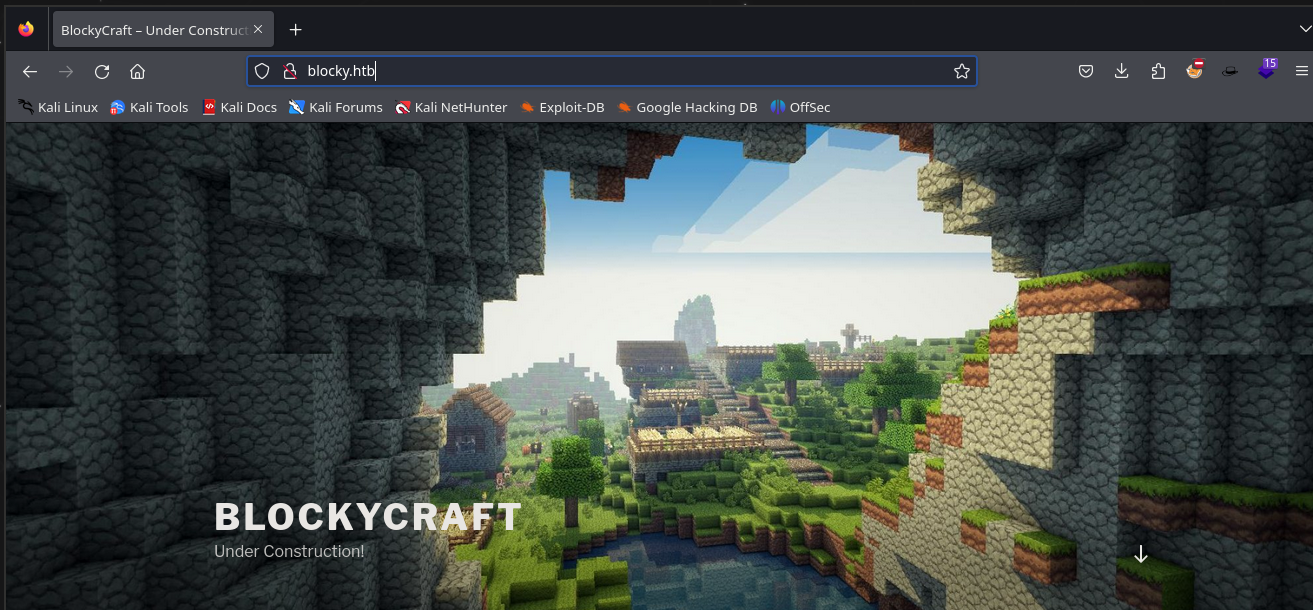 BlockyCraft – Under Construct
blocky.htb
15
Kali Linux Kali Tools Kali Docs Kali Forums Kali NetHunter Exploit-DB Google Hacking DB OffSec
BLOCKYCRAFT
Under Construction!